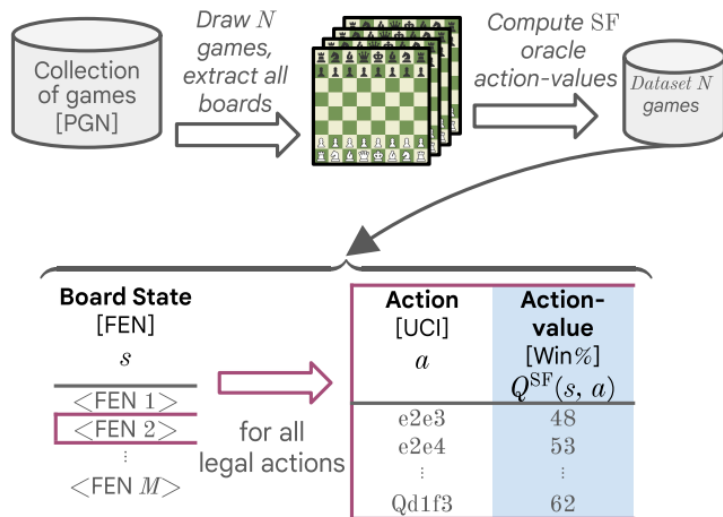 Collection
of games
[PGN]
Draw N
games,
extract all
boards
Compute SF
oracle
action-values
Dataset N
games
Board State
[FEN]
s
<FEN 1>
<FEN 2>
⋮
<FEN M>
for all
legal actions
Action
[UCI]
a
Action-
value
[Win%]
Q^SF(s, a)
e2e3 48
e2e4 53
⋮ ⋮
Qd1f3 62